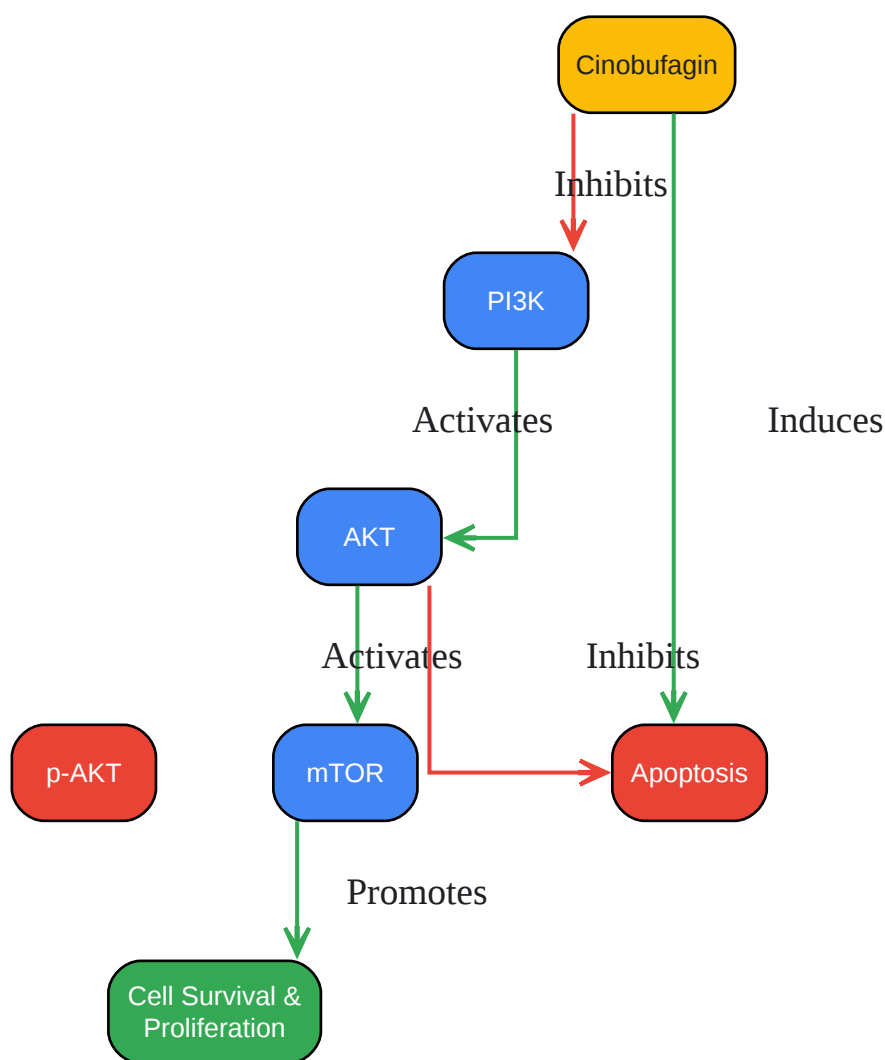 Cinobufagin
Inhibits
PI3K
Activates
Induces
AKT
Activates
Inhibits
p-AKT
mTOR
Apoptosis
Promotes
Cell Survival &
Proliferation